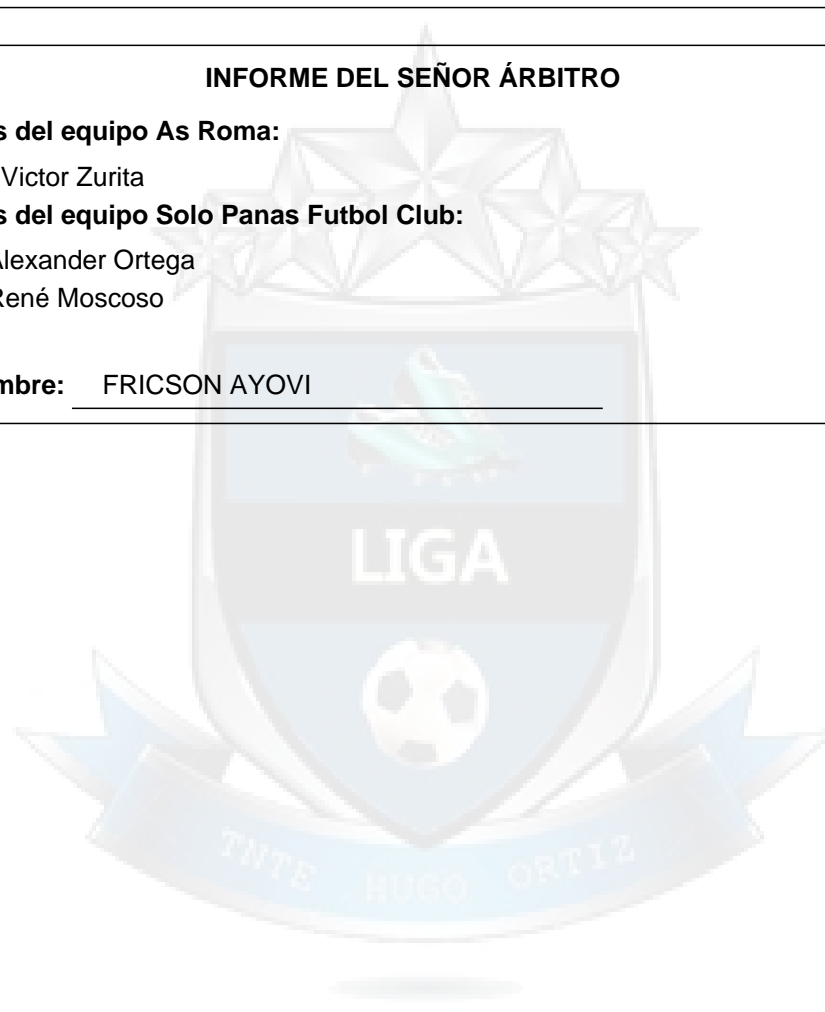 INFORME DEL SEÑOR ÁRBITRO
s del equipo As Roma:
Victor Zurita
s del equipo Solo Panas Futbol Club:
Alexander Ortega
René Moscoso
mbre: FRICSON AYOVI
LIGA
TNTE HUGO ORTIZ